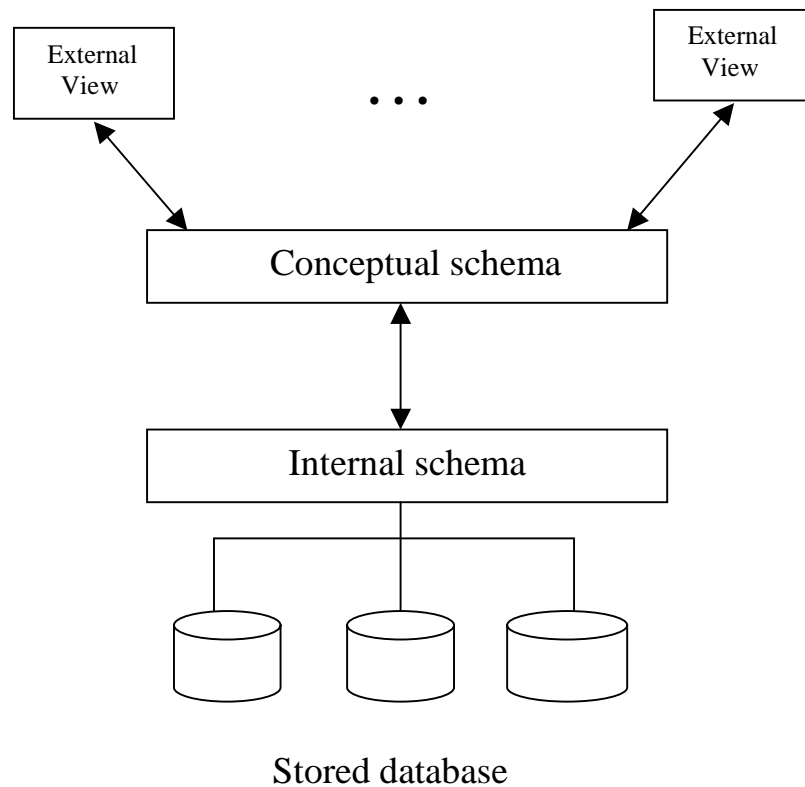 External
View
External
View
. . .
Conceptual schema
Internal schema
Stored database